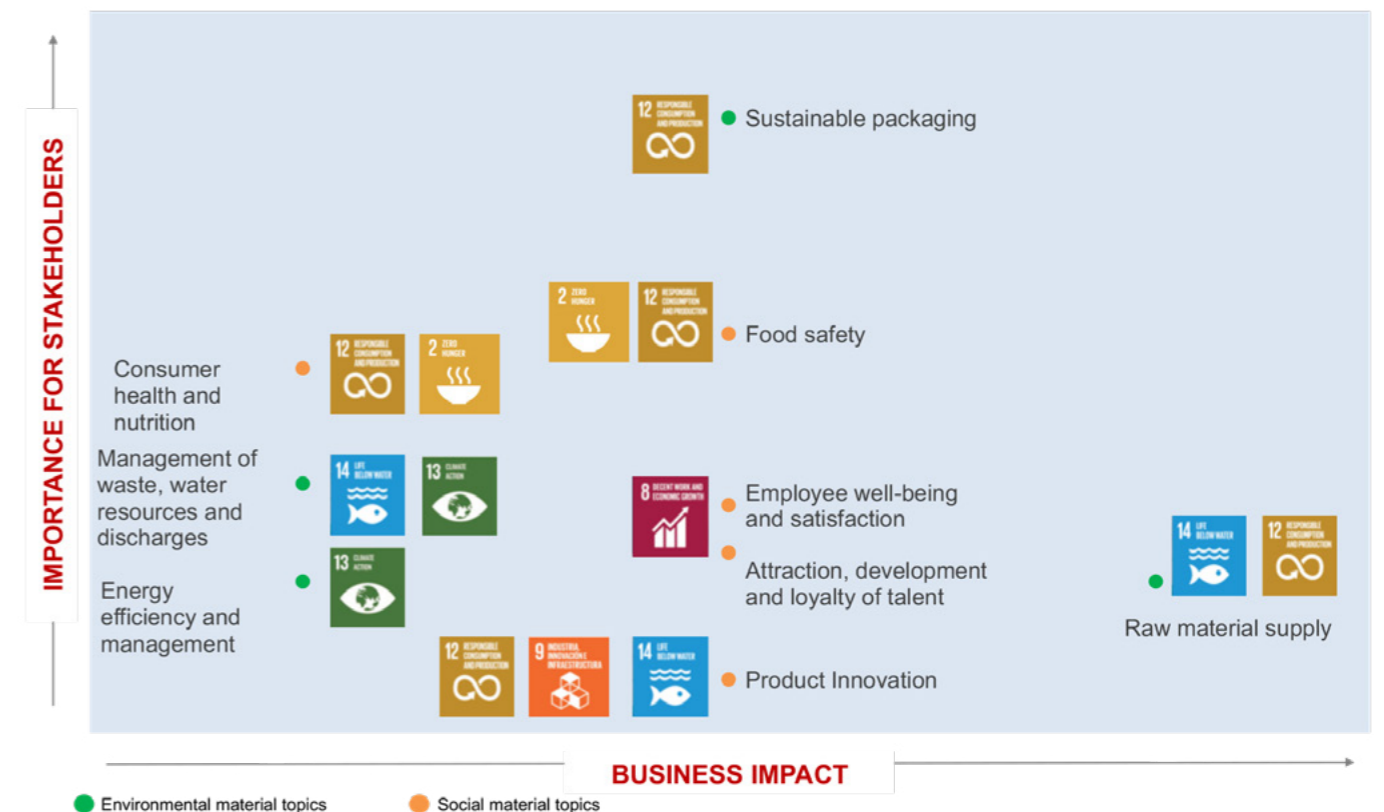 IMPORTANCE FOR STAKEHOLDERS
12 RESPONSIBLE
CONSUMPTION
AND PRODUCTION
Sustainable packaging
2 ZERO
HUNGER
12 RESPONSIBLE
CONSUMPTION
AND PRODUCTION
Food safety
Consumer
health and
nutrition
12 RESPONSIBLE
CONSUMPTION
AND PRODUCTION
2 ZERO
HUNGER
Management of
waste, water
resources and
discharges
14 LIFE
BELOW WATER
13 CLIMATE
ACTION
8 DECENT WORK AND
ECONOMIC GROWTH
Employee well-being
and satisfaction
Attraction, development
and loyalty of talent
14 LIFE
BELOW WATER
12 RESPONSIBLE
CONSUMPTION
AND PRODUCTION
Raw material supply
Energy
efficiency and
management
13 CLIMATE
ACTION
12 RESPONSIBLE
CONSUMPTION
AND PRODUCTION
9 INDUSTRIA,
INNOVACIÓN E
INFRAESTRUCTURA
14 LIFE
BELOW WATER
Product Innovation
BUSINESS IMPACT
Environmental material topics
Social material topics